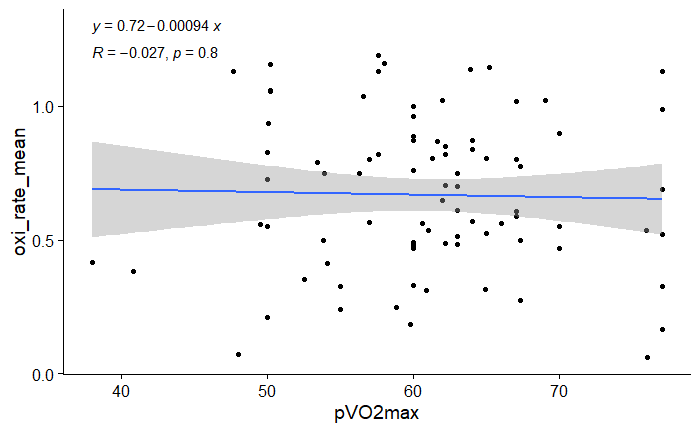 y = 0.72 − 0.00094 x
R = −0.027, p = 0.8
1.0
0.5
0.0
oxi_rate_mean
40 50 60 70
pVO2max